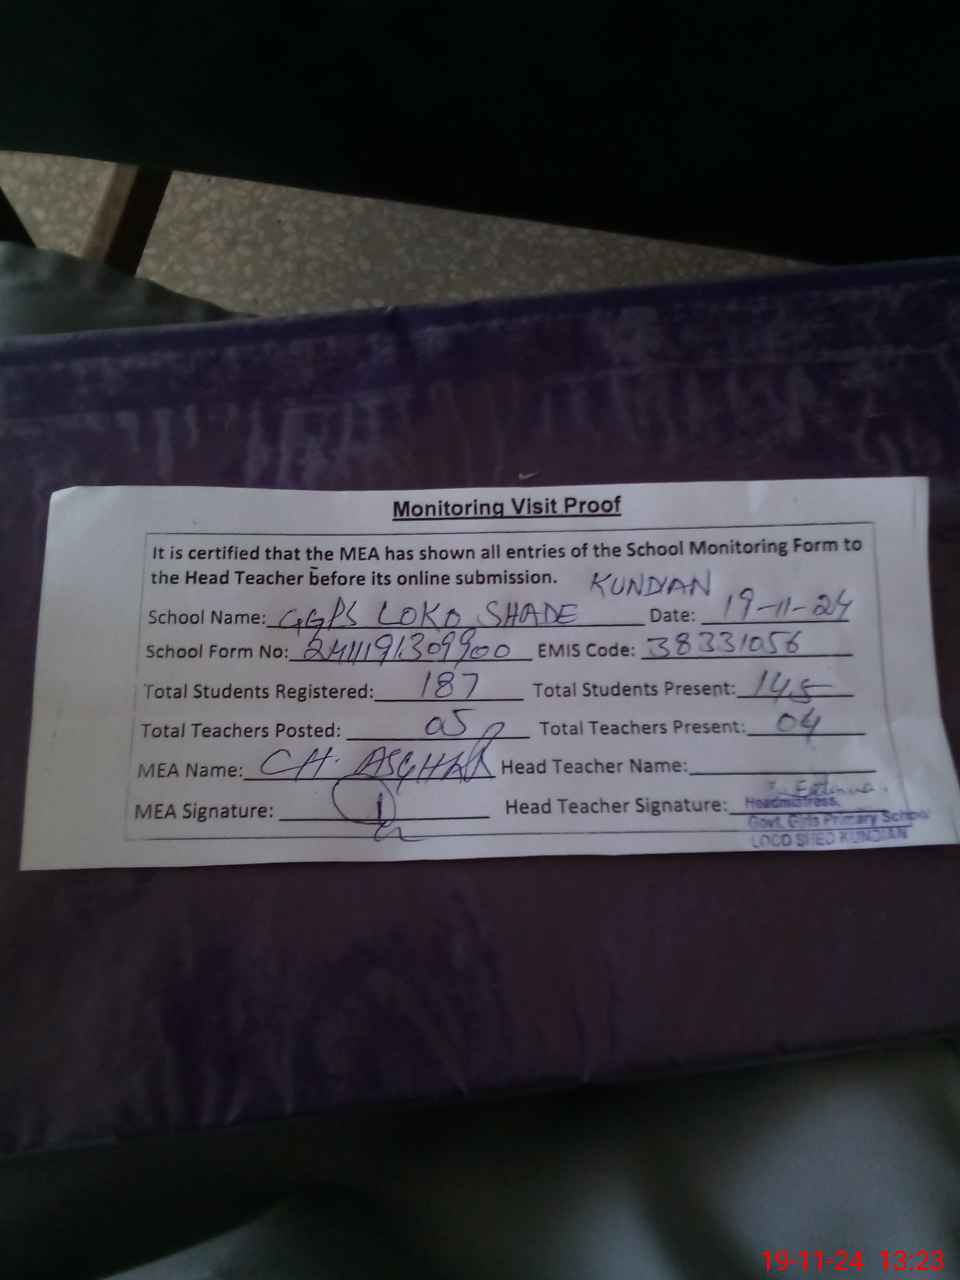 Monitoring Visit Proof
It is certified that the MEA has shown all entries of the School Monitoring Form to
the Head Teacher before its online submission.
KUNDIAN
School Name: GGPS LOKO SHADE Date: 19-11-24
School Form No: EMIS Code: 38331056
Total Students Registered: 187 Total Students Present: 145
Total Teachers Posted: 05 Total Teachers Present: 04
MEA Name: CH. ASGHAR Head Teacher Name:
MEA Signature: Head Teacher Signature:
Headmistress,
Govt. Girls Primary School
LOCO SHED KUNDIAN
19-11-24 13:23